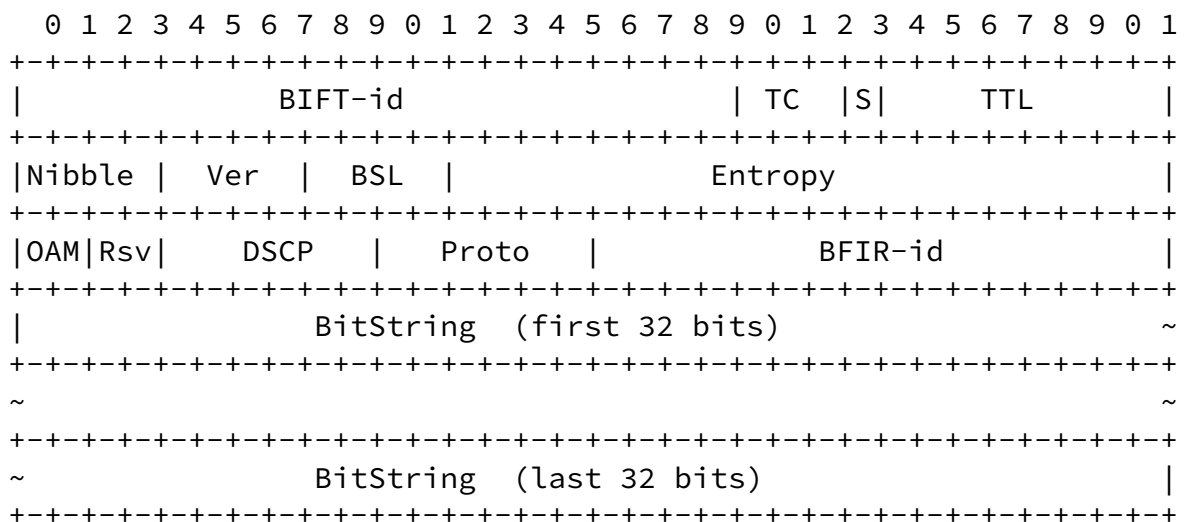 0 1 2 3 4 5 6 7 8 9 0 1 2 3 4 5 6 7 8 9 0 1 2 3 4 5 6 7 8 9 0 1
+-+-+-+-+-+-+-+-+-+-+-+-+-+-+-+-+-+-+-+-+-+-+-+-+-+-+-+-+-+-+-+-+
|              BIFT-id                  | TC  |S|     TTL       |
+-+-+-+-+-+-+-+-+-+-+-+-+-+-+-+-+-+-+-+-+-+-+-+-+-+-+-+-+-+-+-+-+
|Nibble |  Ver  |  BSL  |              Entropy                  |
+-+-+-+-+-+-+-+-+-+-+-+-+-+-+-+-+-+-+-+-+-+-+-+-+-+-+-+-+-+-+-+-+
|OAM|Rsv|    DSCP   |   Proto   |            BFIR-id            |
+-+-+-+-+-+-+-+-+-+-+-+-+-+-+-+-+-+-+-+-+-+-+-+-+-+-+-+-+-+-+-+-+
|                BitString  (first 32 bits)                     ~
+-+-+-+-+-+-+-+-+-+-+-+-+-+-+-+-+-+-+-+-+-+-+-+-+-+-+-+-+-+-+-+-+
~                                                               ~
+-+-+-+-+-+-+-+-+-+-+-+-+-+-+-+-+-+-+-+-+-+-+-+-+-+-+-+-+-+-+-+-+
~                BitString  (last 32 bits)                      |
+-+-+-+-+-+-+-+-+-+-+-+-+-+-+-+-+-+-+-+-+-+-+-+-+-+-+-+-+-+-+-+-+